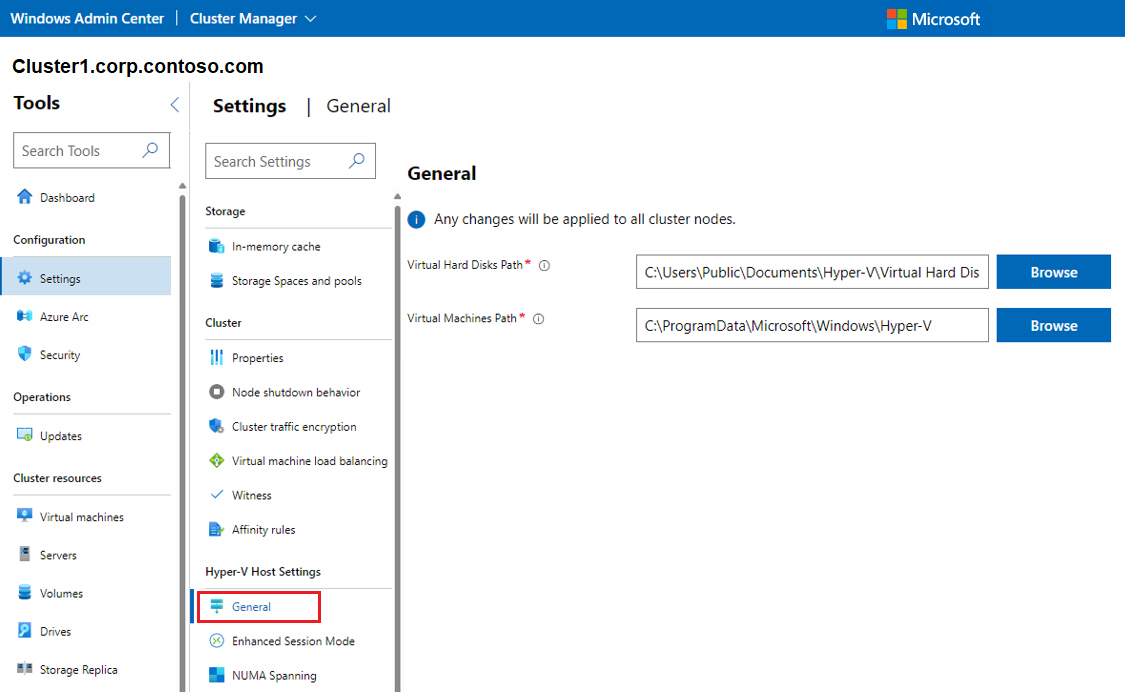 Windows Admin Center | Cluster Manager
Microsoft
Cluster1.corp.contoso.com
Tools
Search Tools
Dashboard
Configuration
Settings
Azure Arc
Security
Operations
Updates
Cluster resources
Virtual machines
Servers
Volumes
Drives
Storage Replica
Settings | General
Search Settings
Storage
In-memory cache
Storage Spaces and pools
Cluster
Properties
Node shutdown behavior
Cluster traffic encryption
Virtual machine load balancing
Witness
Affinity rules
Hyper-V Host Settings
General
Enhanced Session Mode
NUMA Spanning
General
Any changes will be applied to all cluster nodes.
Virtual Hard Disks Path* C:\Users\Public\Documents\Hyper-V\Virtual Hard Dis Browse
Virtual Machines Path* C:\ProgramData\Microsoft\Windows\Hyper-V Browse